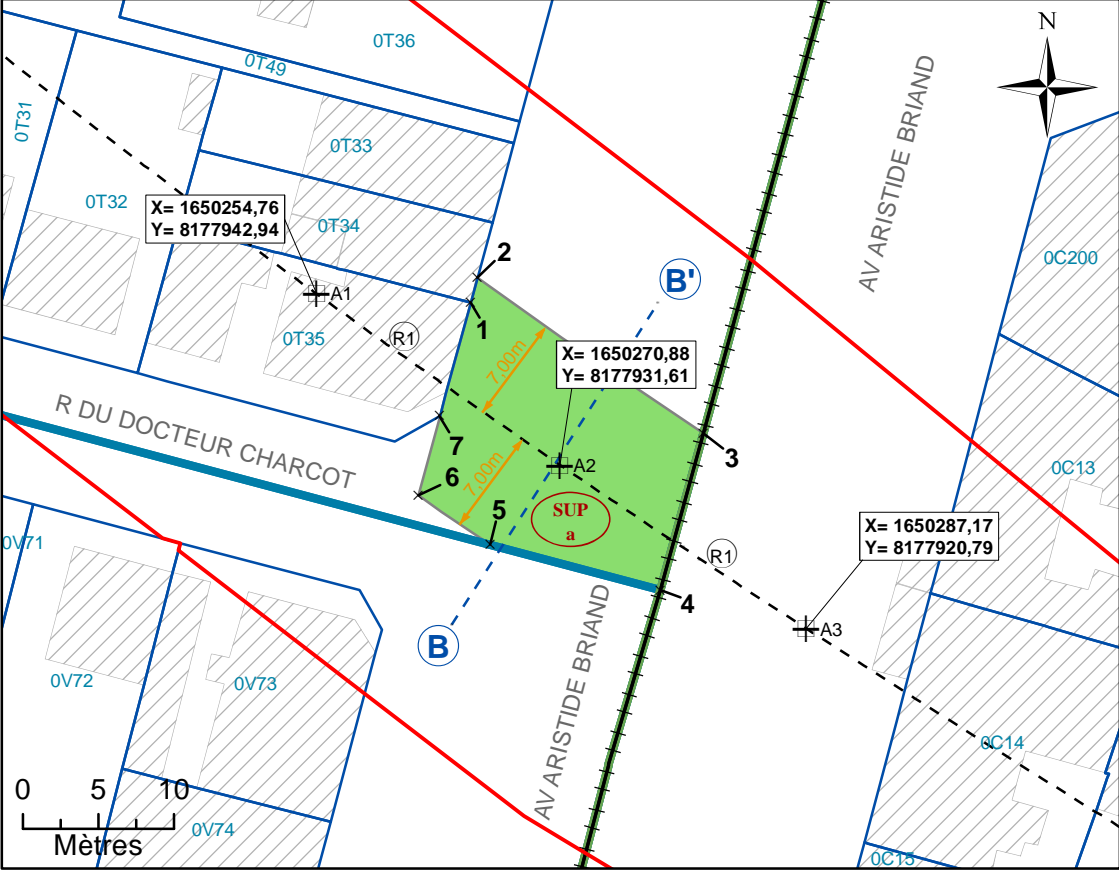 0T36
N
0T49
AV ARISTIDE BRIAND
0T31
0T33
0T32
X= 1650254,76
Y= 8177942,94
0T34
2
B'
0C200
A1
1
0T35
R1
7,00m
X= 1650270,88
Y= 8177931,61
R DU DOCTEUR CHARCOT
7
3
A2
0C13
6
7,00m
5
SUP
a
X= 1650287,17
Y= 8177920,79
0V71
R1
4
A3
B
AV ARISTIDE BRIAND
0V72
0V73
0C14
0 5 10
Mètres
0V74
0C15